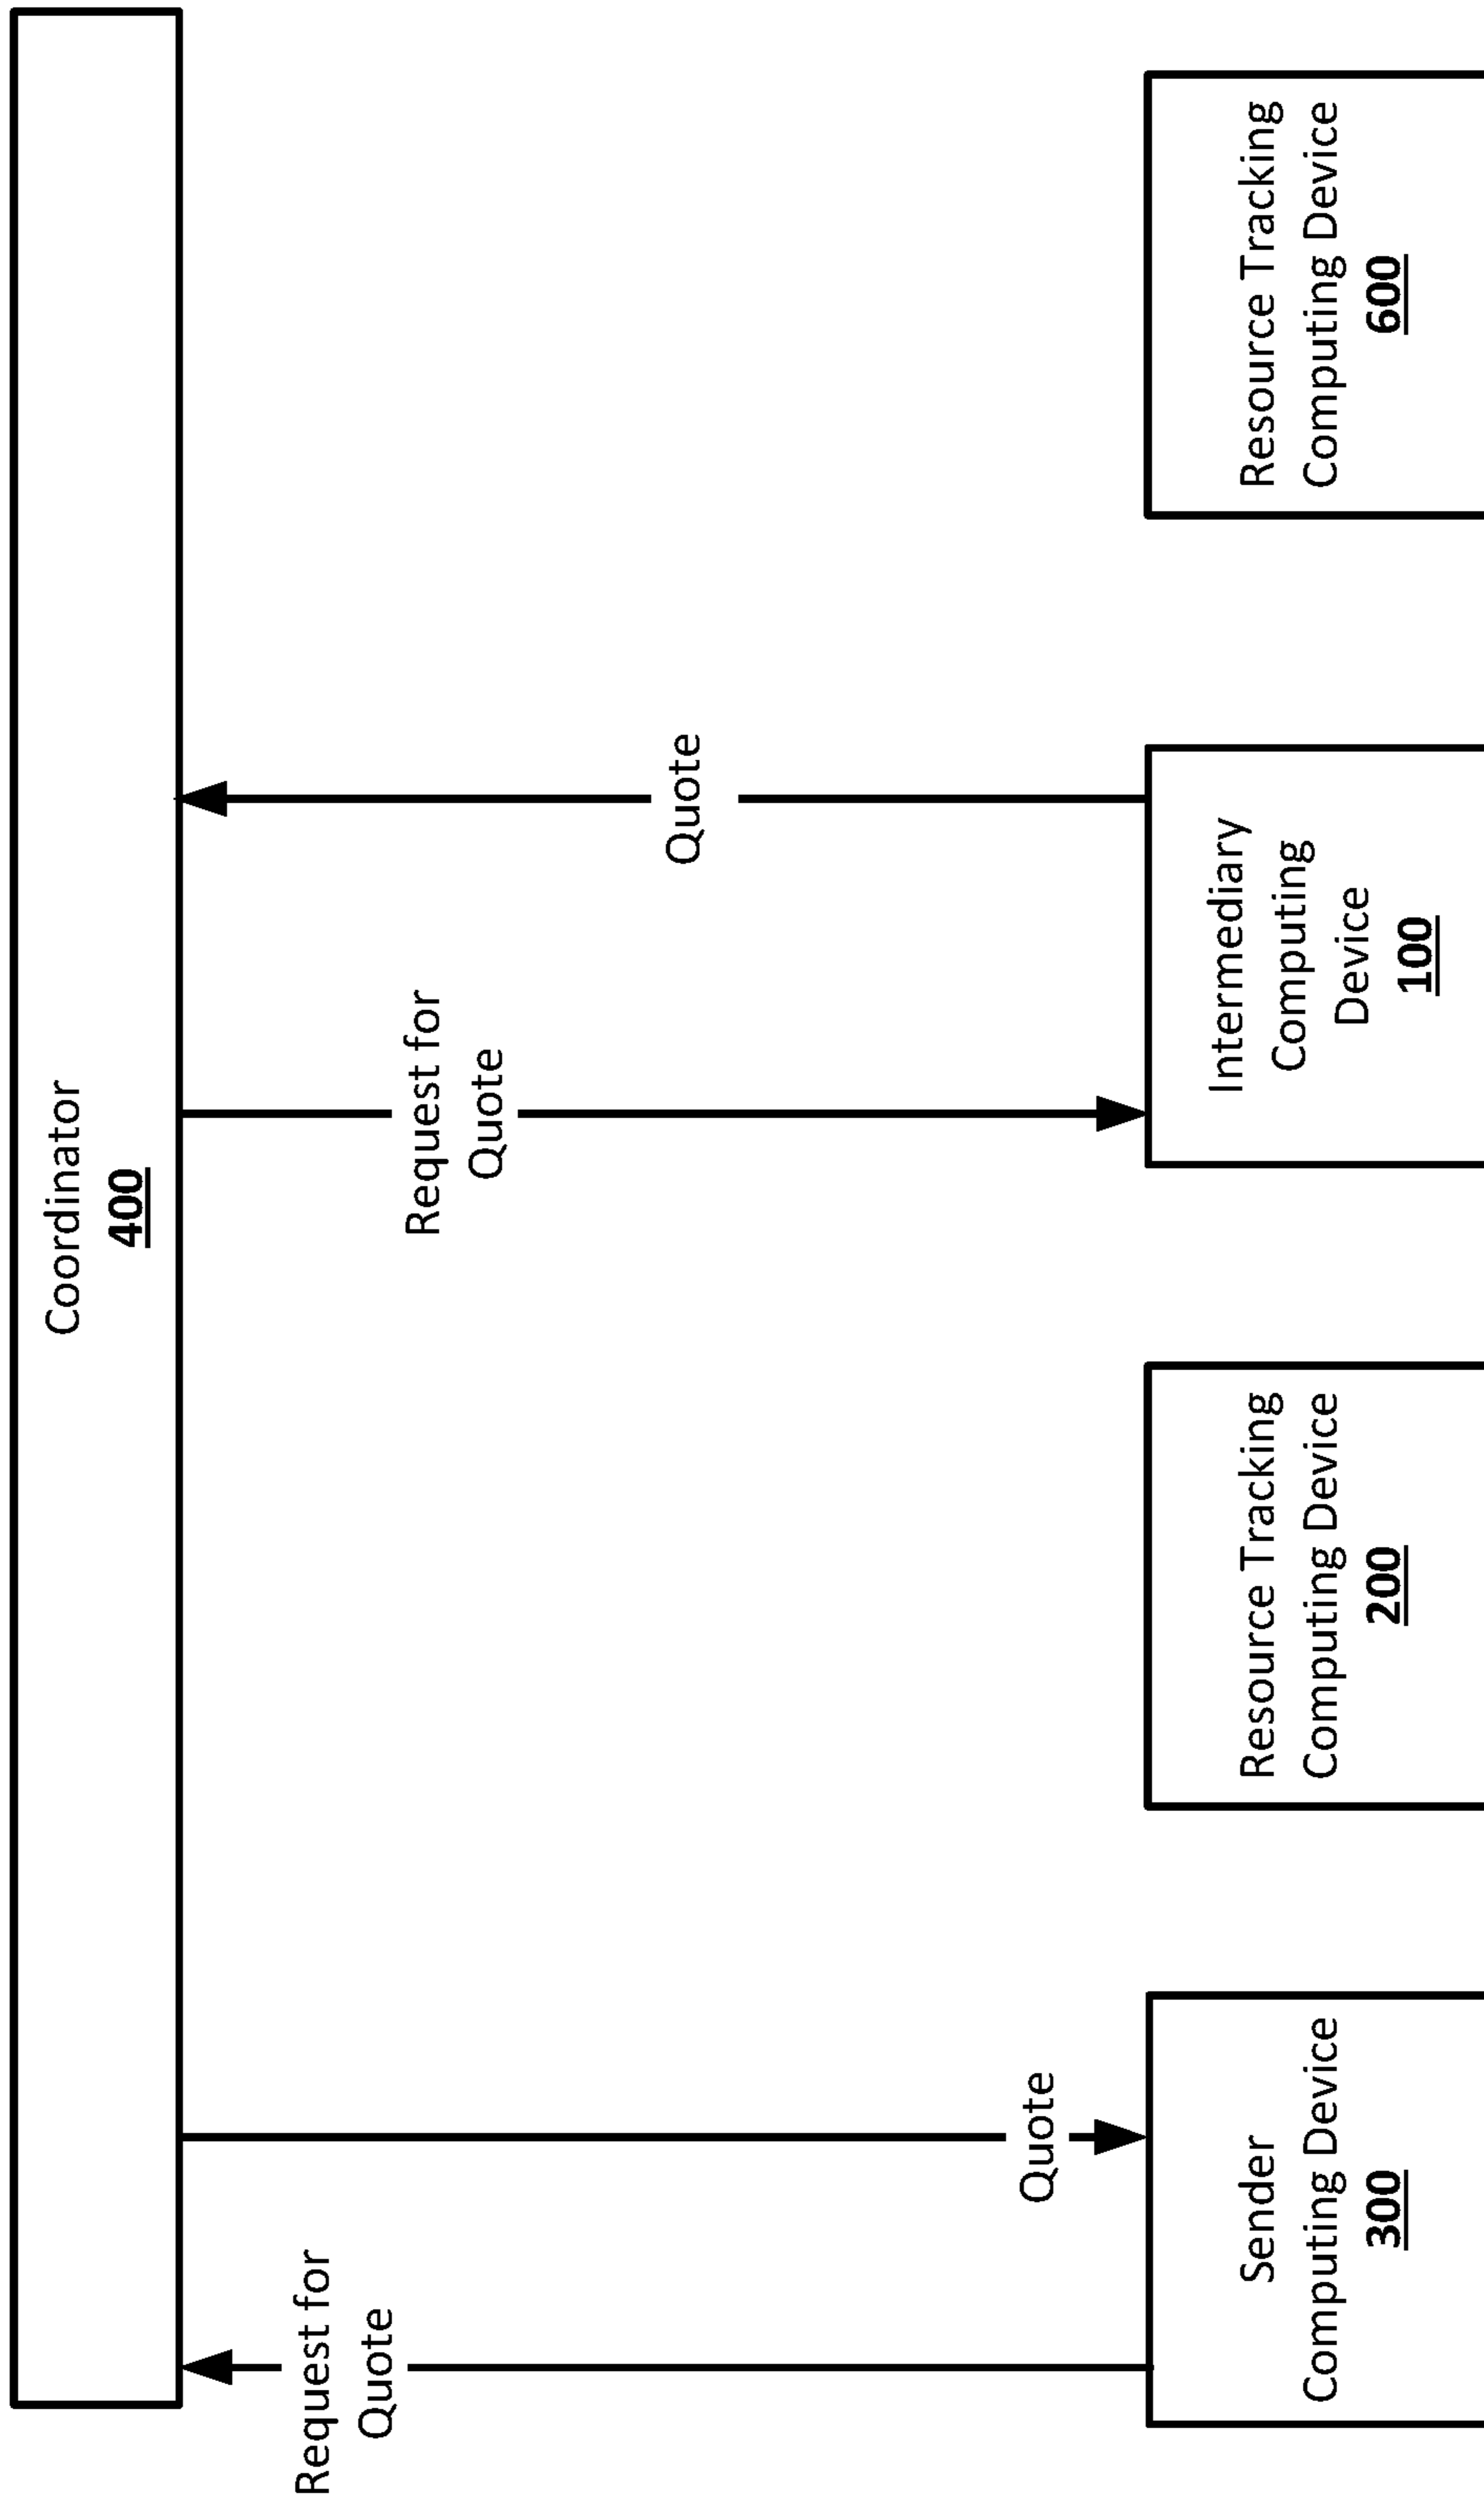 Coordinator
400
Request for
Quote
Quote
Request for
Quote
Quote
Sender
Computing Device
300
Resource Tracking
Computing Device
200
Intermediary
Computing
Device
100
Resource Tracking
Computing Device
600